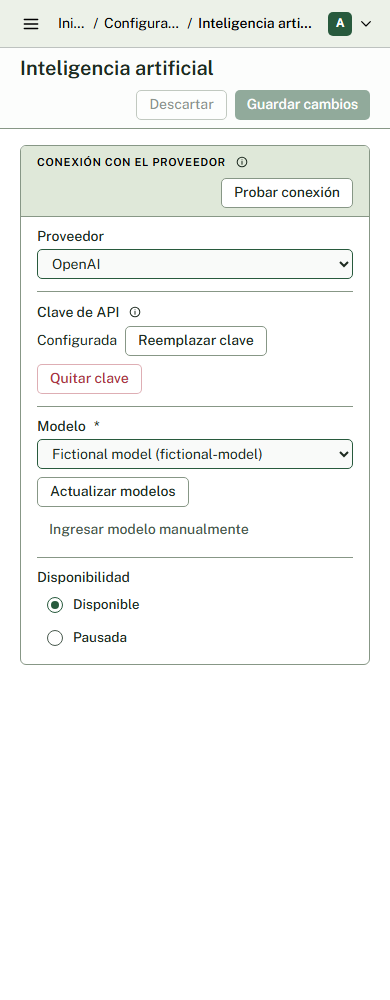 Ini... / Configura... / Inteligencia arti... A
Inteligencia artificial
Descartar Guardar cambios
CONEXIÓN CON EL PROVEEDOR
Probar conexión
Proveedor
OpenAI
Clave de API
Configurada Reemplazar clave
Quitar clave
Modelo *
Fictional model (fictional-model)
Actualizar modelos
Ingresar modelo manualmente
Disponibilidad
Disponible
Pausada